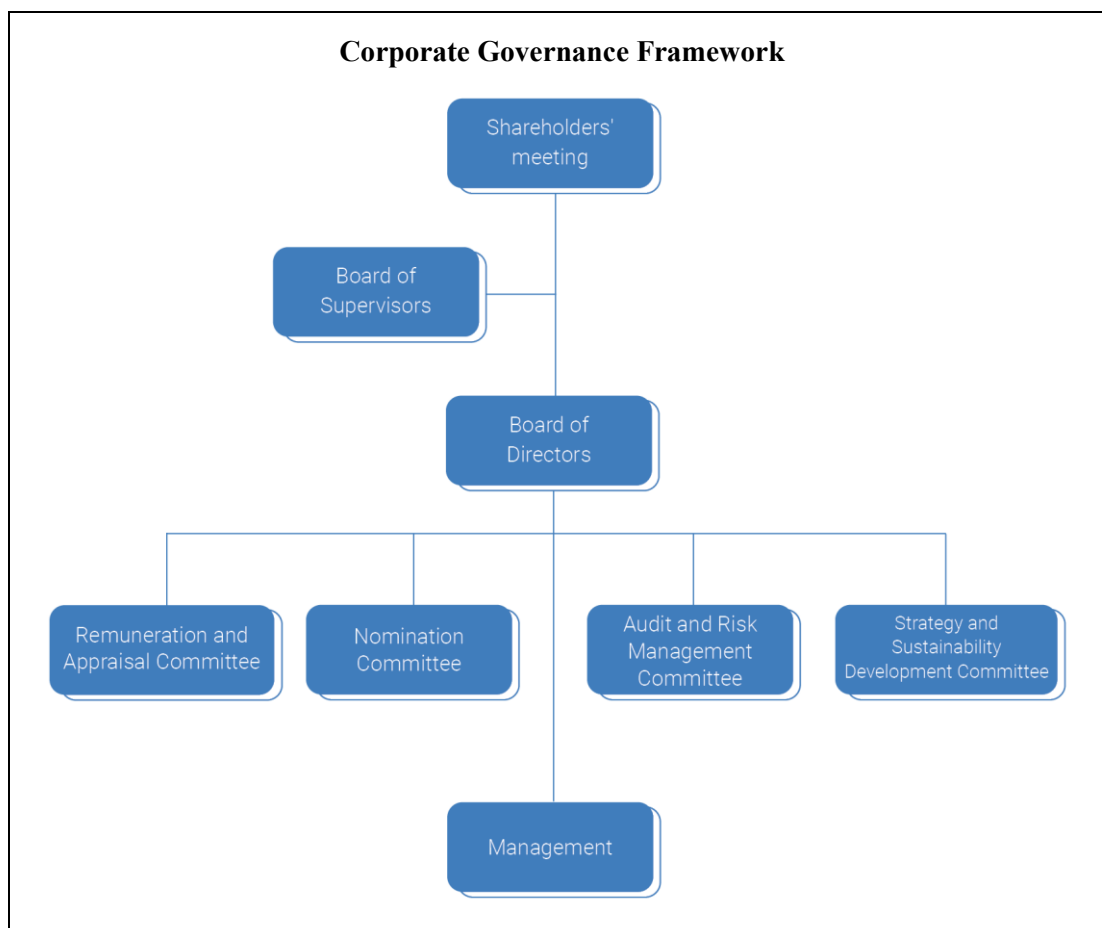 Corporate Governance Framework
Shareholders'
meeting
Board of
Supervisors
Board of
Directors
Remuneration and
Appraisal Committee
Nomination
Committee
Audit and Risk
Management
Committee
Strategy and
Sustainability
Development Committee
Management